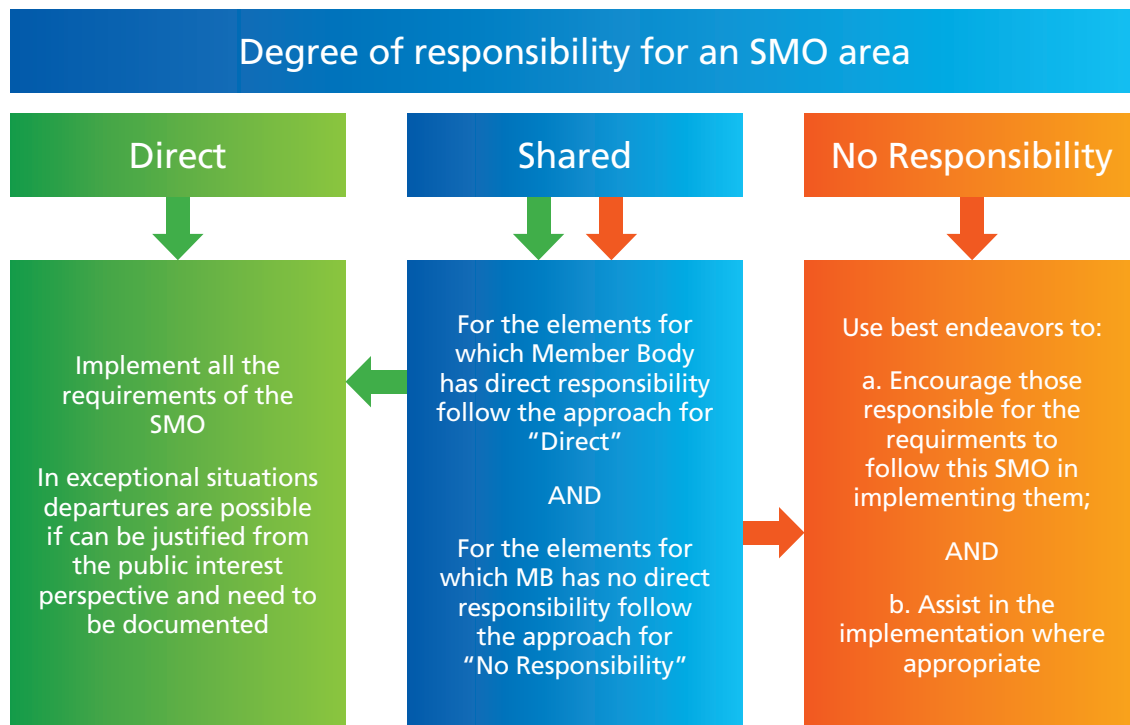 Degree of responsibility for an SMO area
Direct
Implement all the
requirements of the
SMO
In exceptional situations
departures are possible
if can be justified from
the public interest
perspective and need to
be documented
Shared
For the elements for
which Member Body
has direct responsibility
follow the approach for
“Direct”
AND
For the elements for
which MB has no direct
responsibility follow
the approach for
“No Responsibility”
No Responsibility
Use best endeavors to:
a. Encourage those
responsible for the
requirments to
follow this SMO in
implementing them;
AND
b. Assist in the
implementation where
appropriate